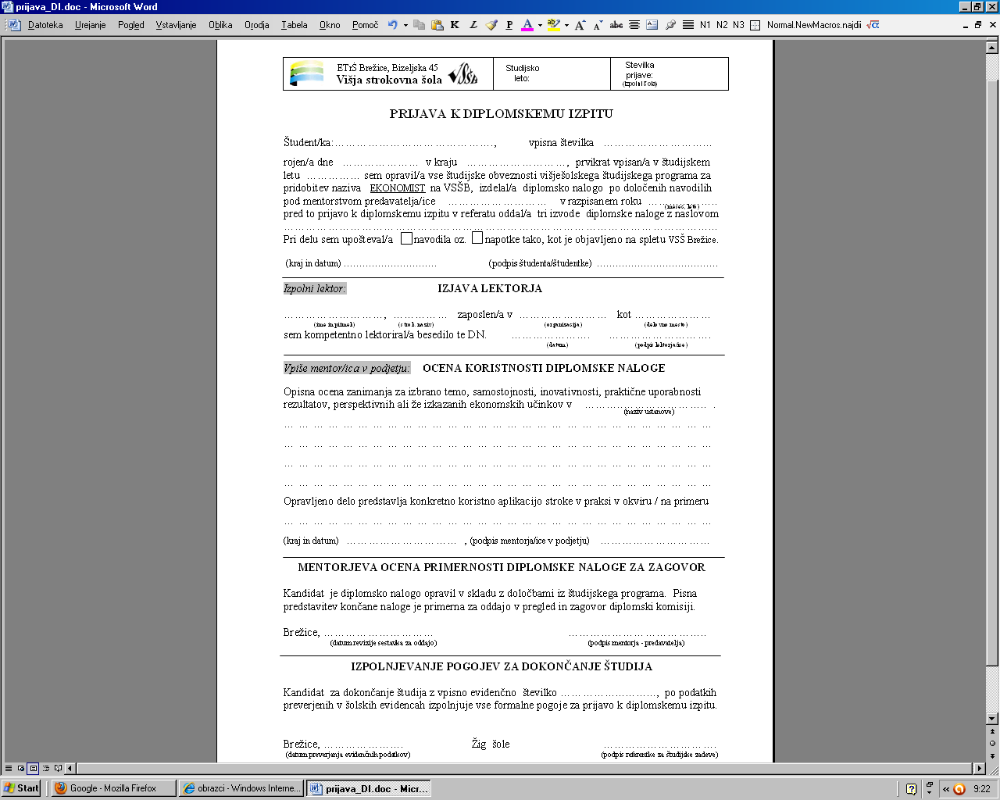 prijava_DI.doc - Microsoft Word
Datoteka Urejanje Pogled Vstavljanje Oblika Orodja Tabela Okno Pomoč K L P A ab A A abc A N1 N2 N3 Normal.NewMacros.najdii √α
ETrŠ Brežice, Bizeljska 45
Višja strokovna šola VSŠB
Studijsko
leto:
Stevilka
prijave:
(izpolni šola)
PRIJAVA K DIPLOMSKEMU IZPITU
Študent/ka:……………………………………., vpisna številka …………………………
rojen/a dne ………………… v kraju ………………………, prvikrat vpisan/a v študijskem
letu …………… sem opravil/a vse študijske obveznosti višješolskega študijskega programa za
pridobitev naziva EKONOMIST na VSŠB, izdelal/a diplomsko nalogo po določenih navodilih
pod mentorstvom predavatelja/ice ………………………… v razpisanem roku ………………..
(mesec, leto)
pred to prijavo k diplomskemu izpitu v referatu oddal/a tri izvode diplomske naloge z naslovom
…………………………………………………………………………………………………………
Pri delu sem upošteval/a navodila oz. napotke tako, kot je objavljeno na spletu VSŠ Brežice.
(kraj in datum) ................................... (podpis študenta/študentke) ..............................................
Izpolni lektor: IZJAVA LEKTORJA
………………………, …………… zaposlen/a v …………………… kot …………………
(ime in priimek) (strok. naziv) (organizacija) (delovno mesto)
sem kompetentno lektoriral/a besedilo te DN. …………………. ……………………….
(datum) (podpis lektorja/ice)
Vpiše mentor/ica v podjetju: OCENA KORISTNOSTI DIPLOMSKE NALOGE
Opisna ocena zanimanja za izbrano temo, samostojnosti, inovativnosti, praktične uporabnosti
rezultatov, perspektivnih ali že izkazanih ekonomskih učinkov v …………………………….. .
(naziv ustanove)
… … … … … … … … … … … … … … … … … … … … … … … …
… … … … … … … … … … … … … … … … … … … … … … … …
… … … … … … … … … … … … … … … … … … … … … … … …
… … … … … … … … … … … … … … … … … … … … … … … …
Opravljeno delo predstavlja konkretno koristno aplikacijo stroke v praksi v okviru / na primeru
… … … … … … … … … … … … … … … … … … … … … … … …
(kraj in datum) ………………………… , (podpis mentorja/ice v podjetju) …………………………
MENTORJEVA OCENA PRIMERNOSTI DIPLOMSKE NALOGE ZA ZAGOVOR
Kandidat je diplomsko nalogo opravil v skladu z določbami iz študijskega programa. Pisna
predstavitev končane naloge je primerna za oddajo v pregled in zagovor diplomski komisiji.
Brežice, ………………………… ………………………………..
(datum revizije sestavka za oddajo) (podpis mentorja - predavatelja)
IZPOLNJEVANJE POGOJEV ZA DOKONČANJE ŠTUDIJA
Kandidat za dokončanje študija z vpisno evidenčno številko ………………………, po podatkih
preverjenih v šolskih evidencah izpolnjuje vse formalne pogoje za prijavo k diplomskemu izpitu.
Brežice, …………………. Žig šole ……………………………….
(datum preverjanja evidenčnih podatkov) (podpis referentke za študijske zadeve)
Start Google - Mozilla Firefox obrazci - Windows Interne... prijava_DI.doc - Micr... 9:22